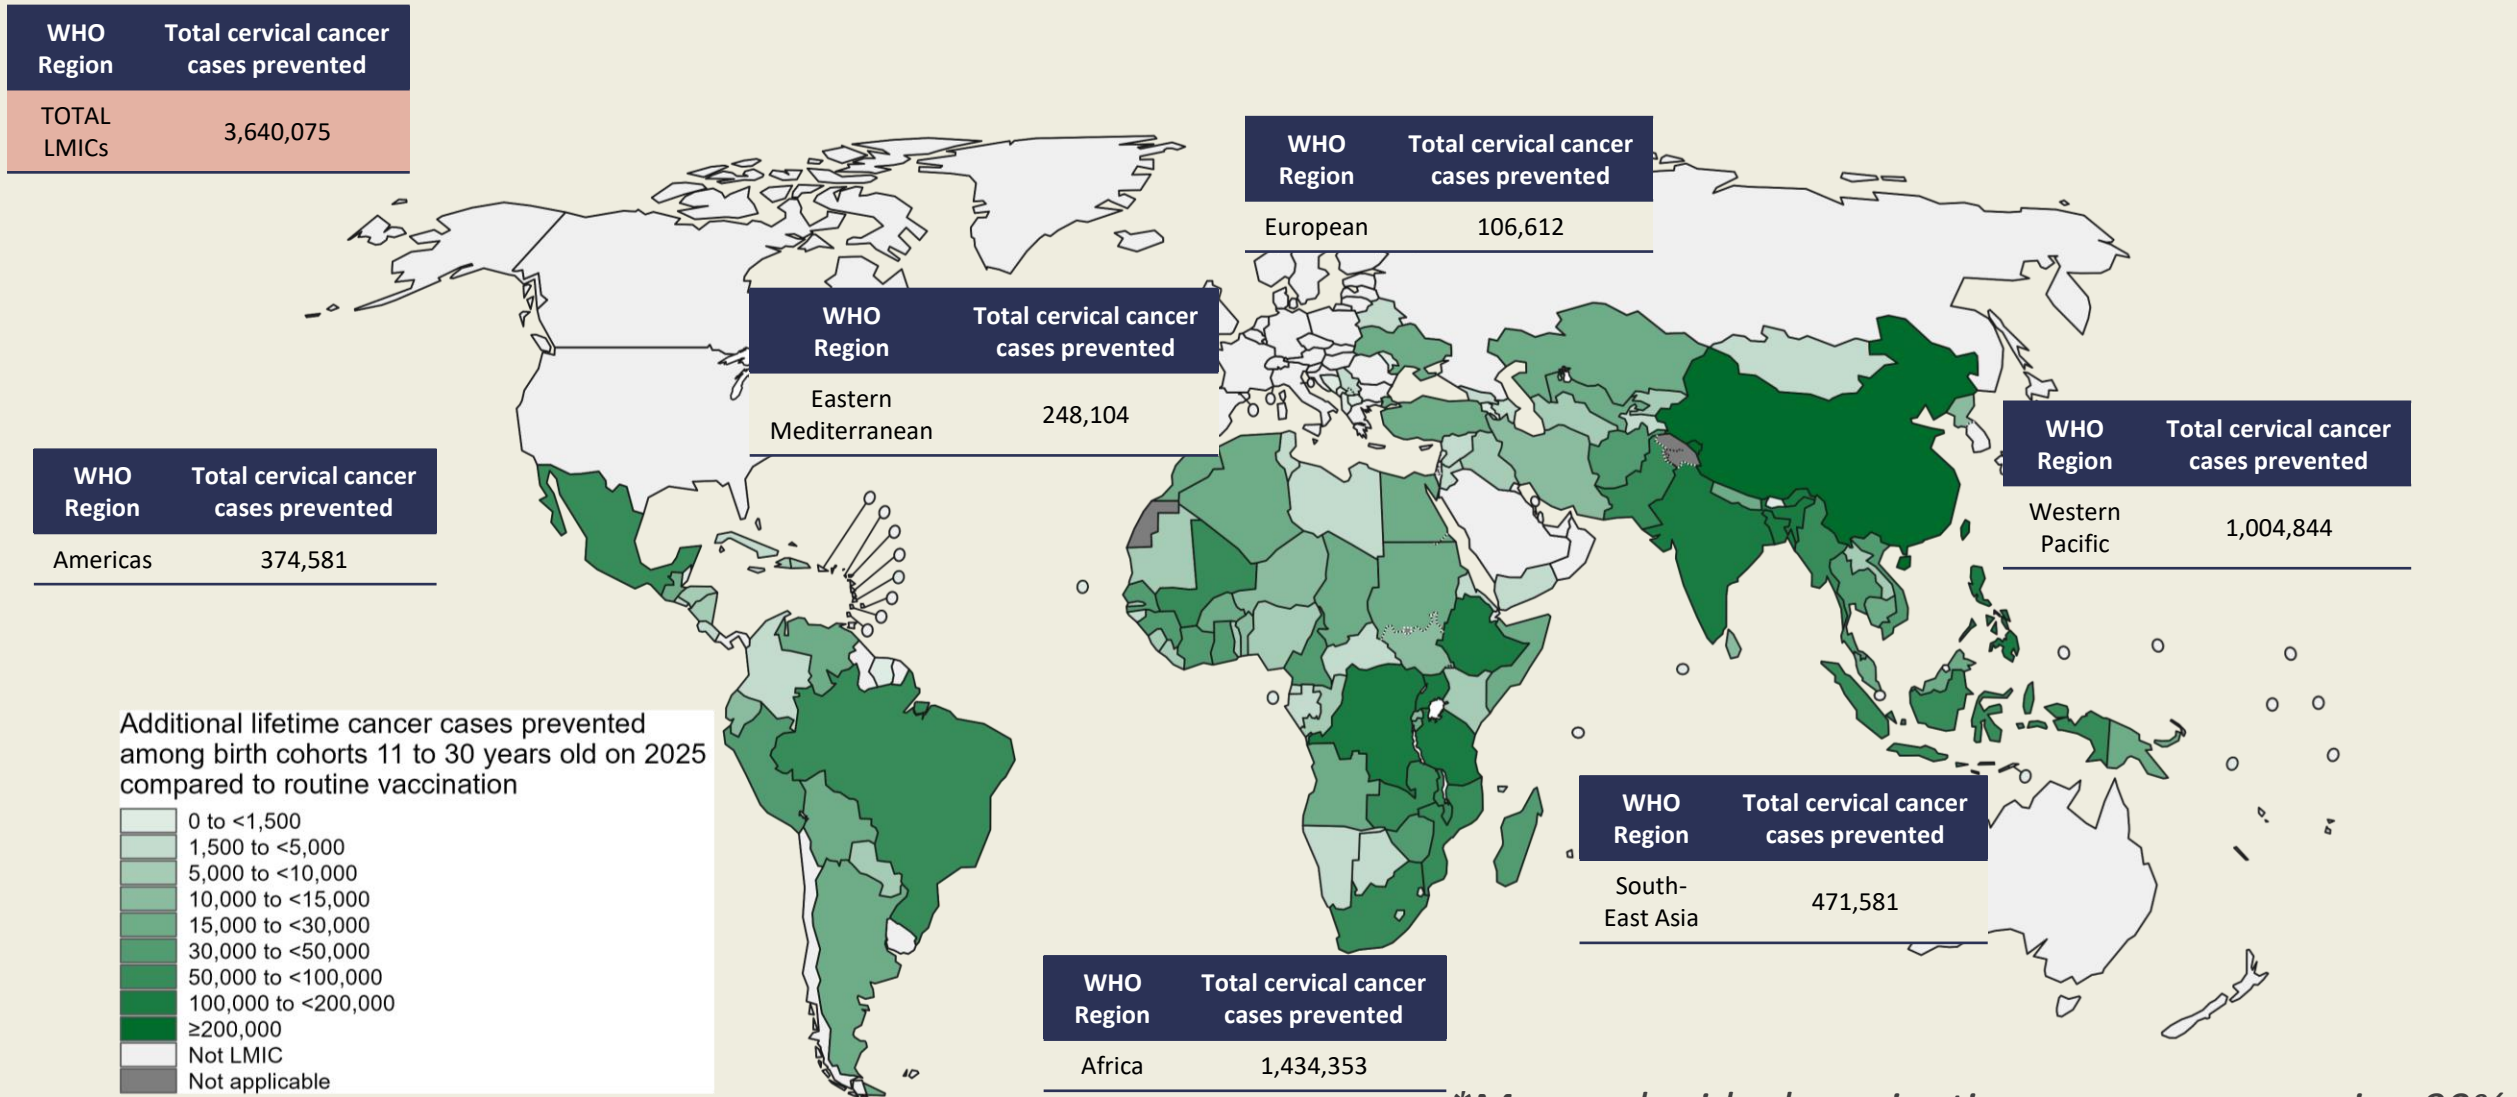 WHO Region Total cervical cancer cases prevented
TOTAL LMICs 3,640,075
WHO Region Total cervical cancer cases prevented
European 106,612
WHO Region Total cervical cancer cases prevented
Eastern Mediterranean 248,104
WHO Region Total cervical cancer cases prevented
Western Pacific 1,004,844
WHO Region Total cervical cancer cases prevented
Americas 374,581
Additional lifetime cancer cases prevented
among birth cohorts 11 to 30 years old on 2025
compared to routine vaccination
0 to <1,500
1,500 to <5,000
5,000 to <10,000
10,000 to <15,000
15,000 to <30,000
30,000 to <50,000
50,000 to <100,000
100,000 to <200,000
≥200,000
Not LMIC
Not applicable
WHO Region Total cervical cancer cases prevented
South-East Asia 471,581
WHO Region Total cervical cancer cases prevented
Africa 1,434,353